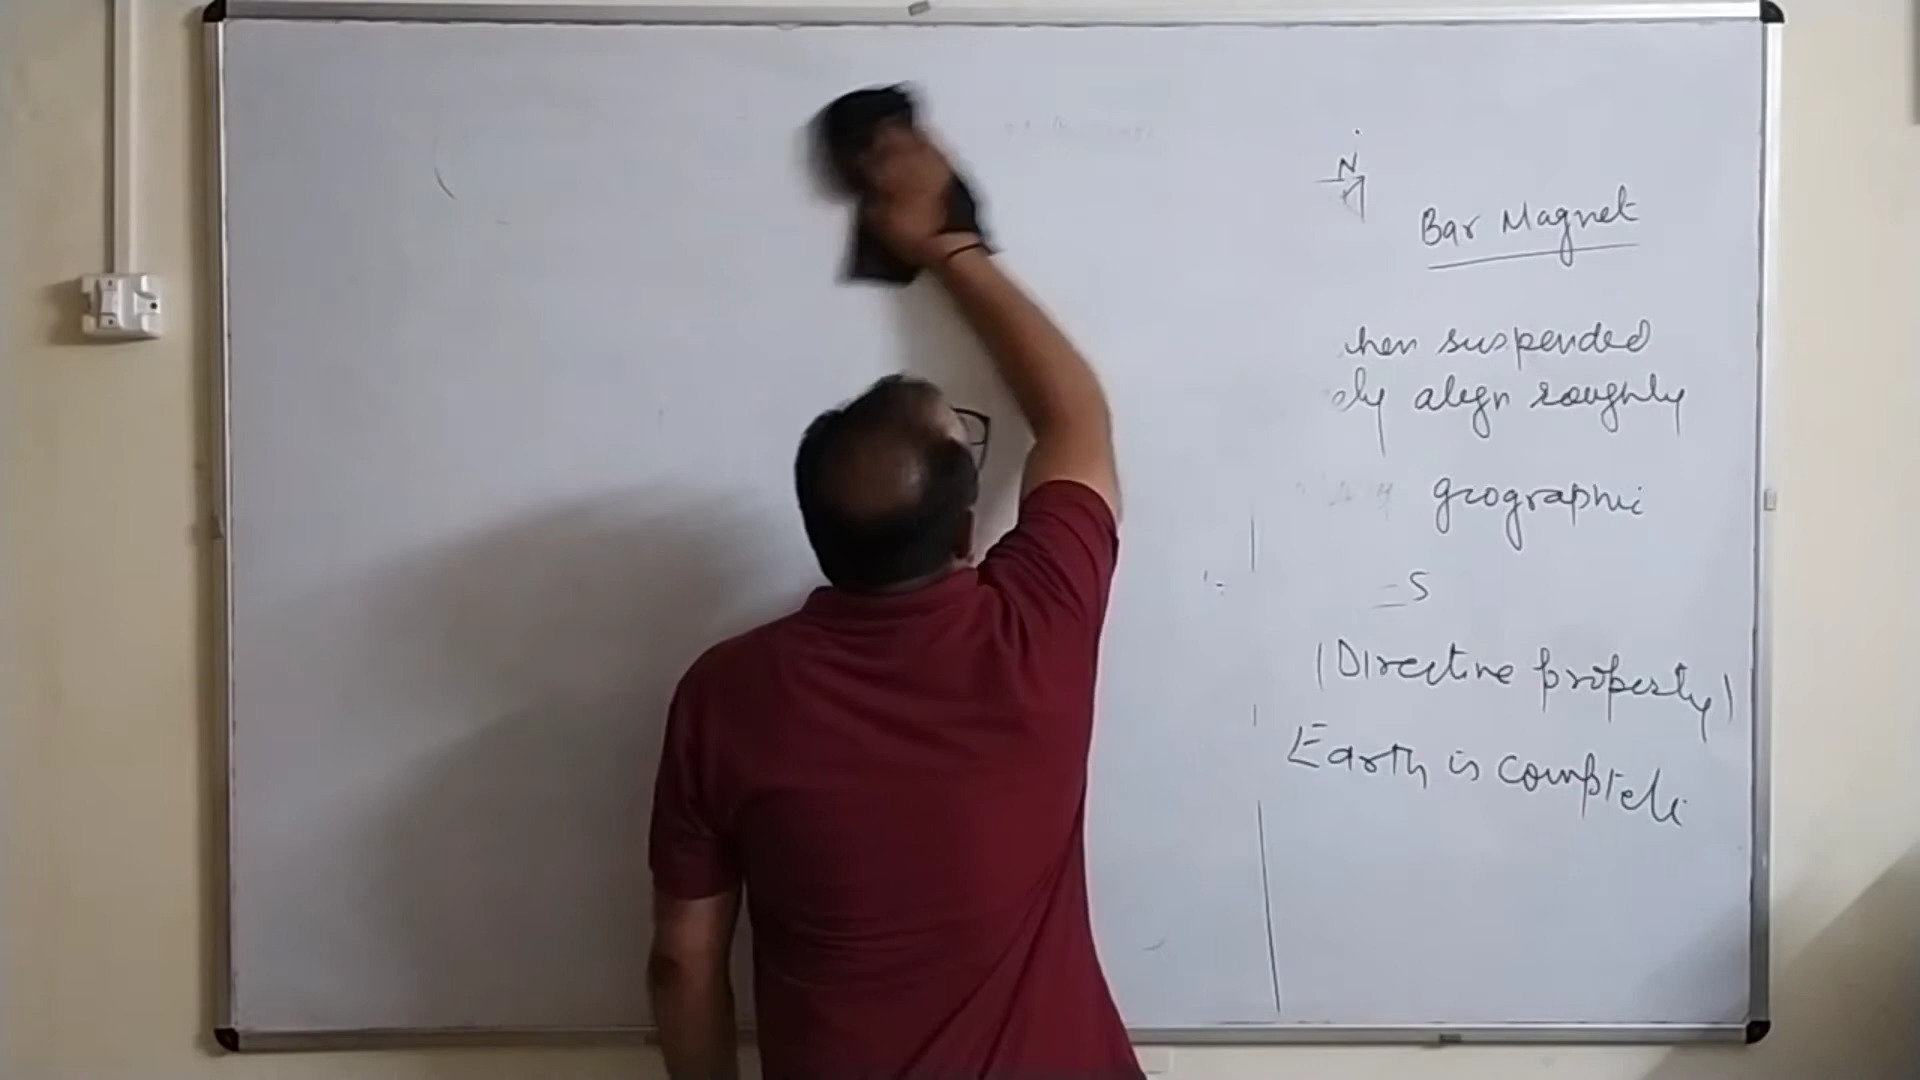 N
Bar Magnet
hen suspended
ely align roughly
geographic
=S
(Directive property)
Earth is complete